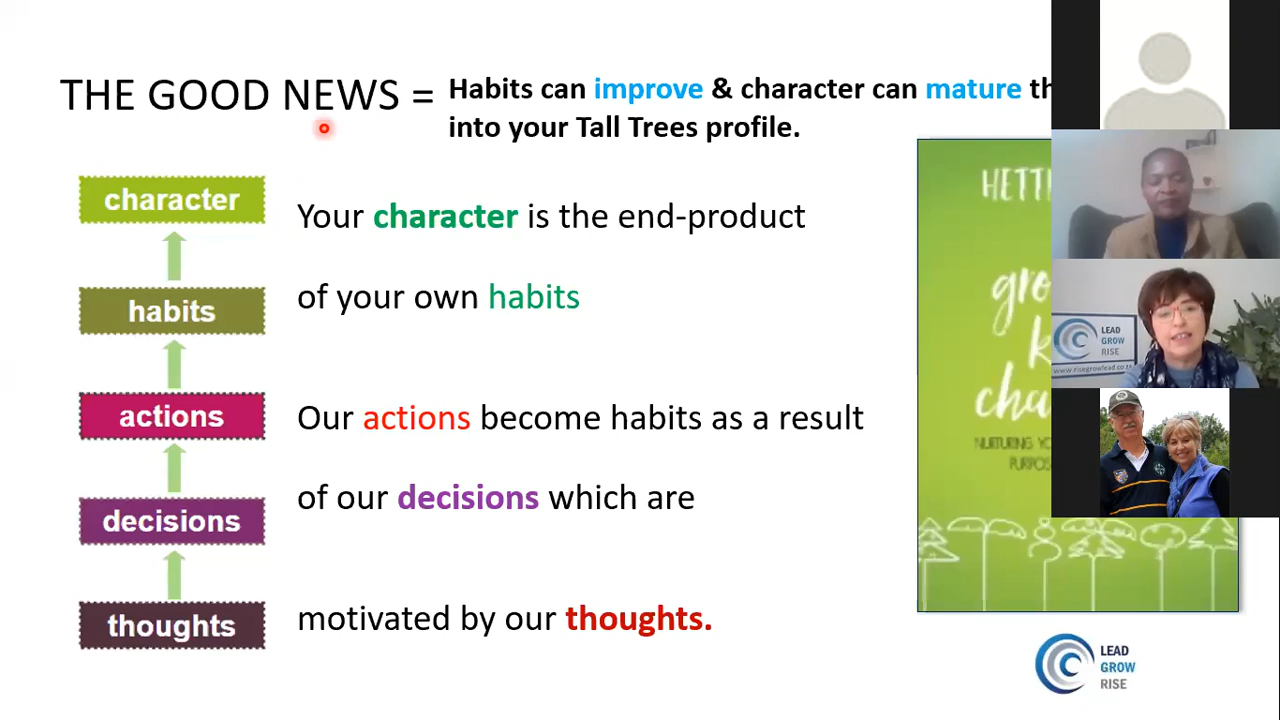 THE GOOD NEWS =
Habits can improve & character can mature
into your Tall Trees profile.
character
Your character is the end-product
habits
of your own habits
actions
Our actions become habits as a result
decisions
of our decisions which are
thoughts
motivated by our thoughts.
LEAD
GROW
RISE
LEAD
GROW
RISE